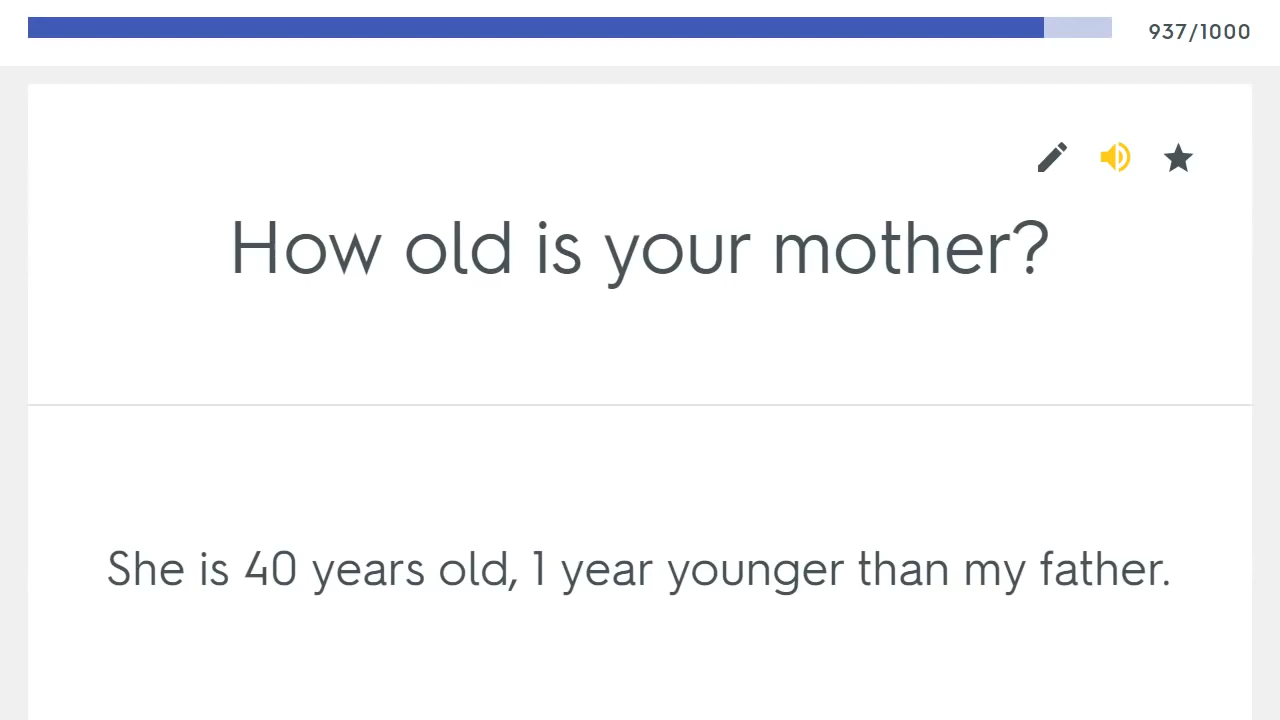 937/1000
How old is your mother?
She is 40 years old, 1 year younger than my father.